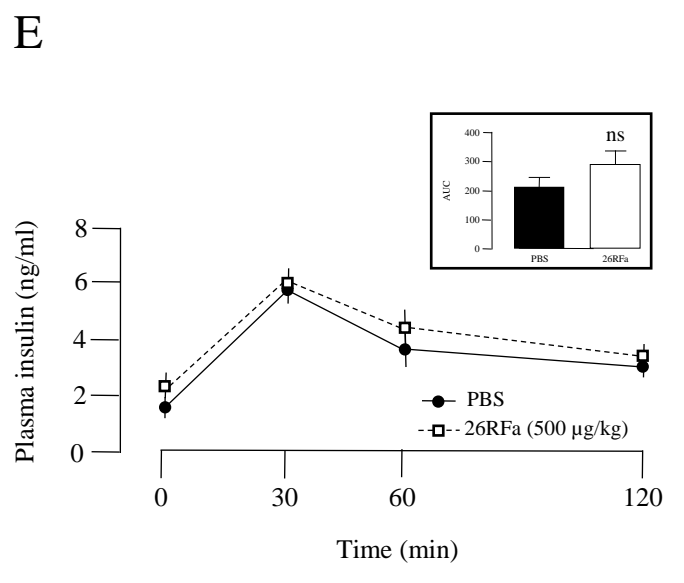 E
400
300
200
100
0
AUC
ns
PBS
26RFa
8
6
4
2
0
Plasma insulin (ng/ml)
PBS
26RFa (500 µg/kg)
0
30
60
120
Time (min)